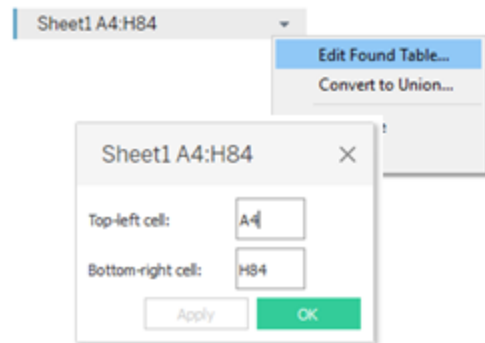 Sheet1 A4:H84
Edit Found Table...
Convert to Union...
Sheet1 A4:H84
Top-left cell:
A4
Bottom-right cell:
H84
Apply
OK